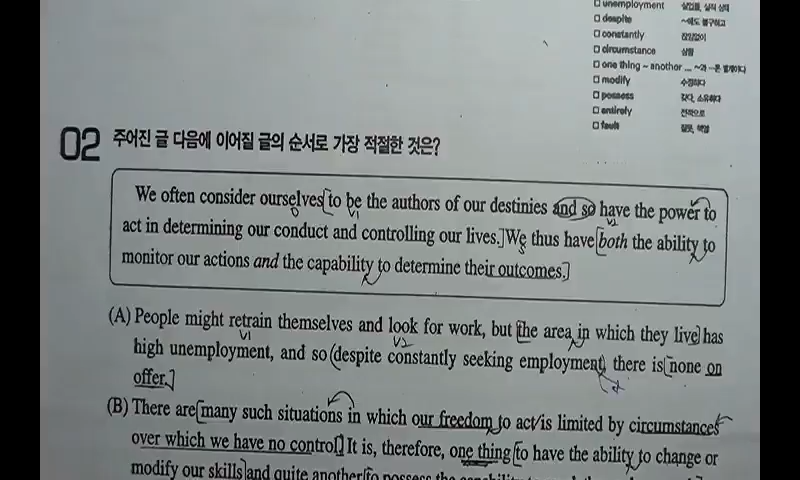 □ unemployment 실업률, 실직 상태
□ despite ~에도 불구하고
□ constantly 끊임없이
□ circumstance 상황
□ one thing ~ another ... ~과 …은 별개이다
□ modify 수정하다
□ possess 갖다, 소유하다
□ entirely 전적으로
□ fault 잘못, 책임
02 주어진 글 다음에 이어질 글의 순서로 가장 적절한 것은?
We often consider ourselves to be the authors of our destinies and so have the power to
act in determining our conduct and controlling our lives. We thus have both the ability to
monitor our actions and the capability to determine their outcomes.
(A) People might retrain themselves and look for work, but the area in which they live has
high unemployment, and so despite constantly seeking employment, there is none on
offer.
(B) There are many such situations in which our freedom to act is limited by circumstances
over which we have no control. It is, therefore, one thing to have the ability to change or
modify our skills and quite another to possess the